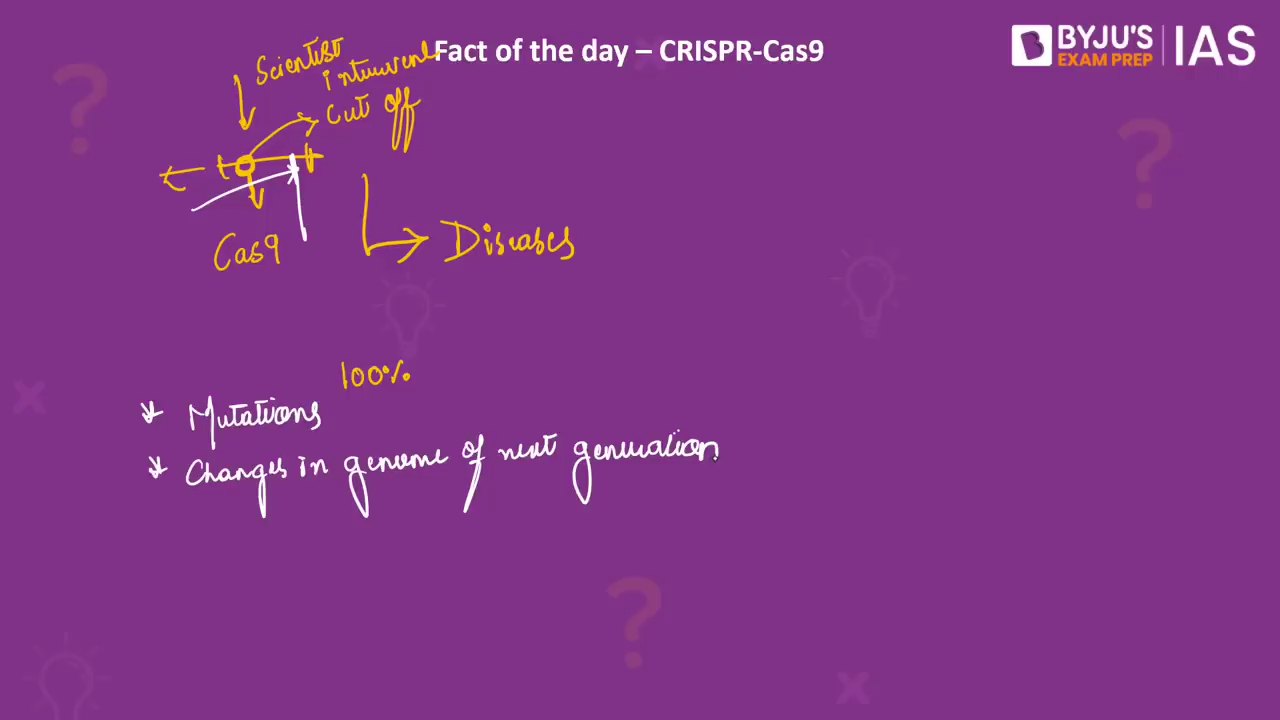 Fact of the day – CRISPR-Cas9
BYJU'S
EXAM PREP
IAS
Scientist
intervene
Cut off
Cas9
Diseases
100%
* Mutations
* Changes in genome of next generation